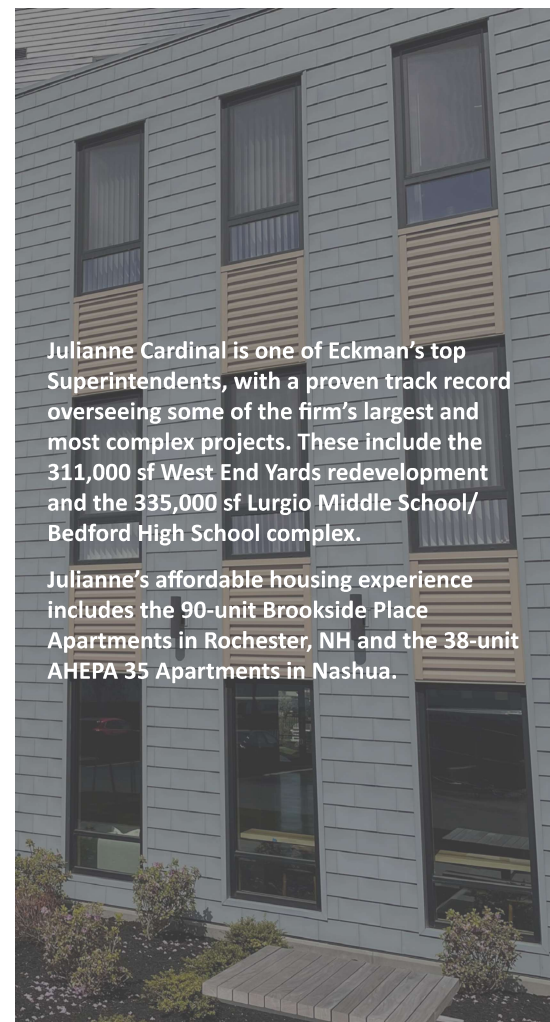 Julianne Cardinal is one of Eckman’s top
Superintendents, with a proven track record
overseeing some of the firm’s largest and
most complex projects. These include the
311,000 sf West End Yards redevelopment
and the 335,000 sf Lurgio Middle School/
Bedford High School complex.
Julianne’s affordable housing experience
includes the 90-unit Brookside Place
Apartments in Rochester, NH and the 38-unit
AHEPA 35 Apartments in Nashua.